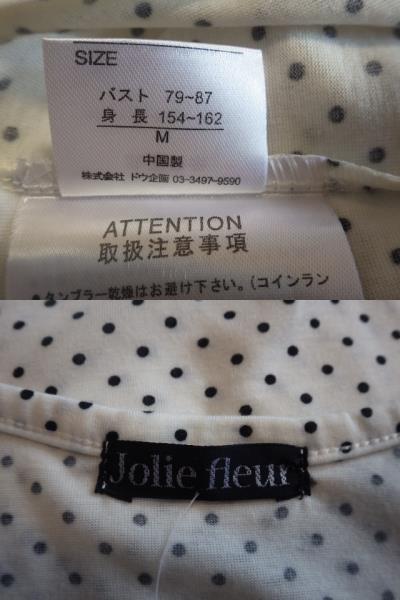 SIZE
バスト 79~87
身 長 154~162
M
中国製
株式会社 ドウ企画 03-3497-9590
ATTENTION
取扱注意事項
●タンブラー乾燥はお避け下さい。(コインラン
Jolie fleur